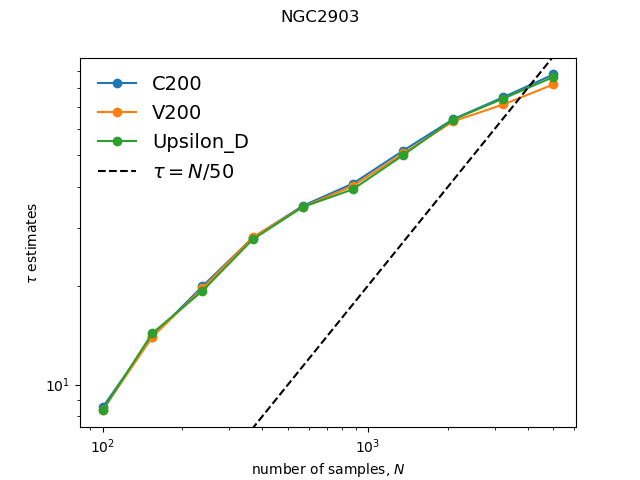 NGC2903
C200
V200
Upsilon_D
τ = N/50
τ estimates
10¹
10² 10³
number of samples, N